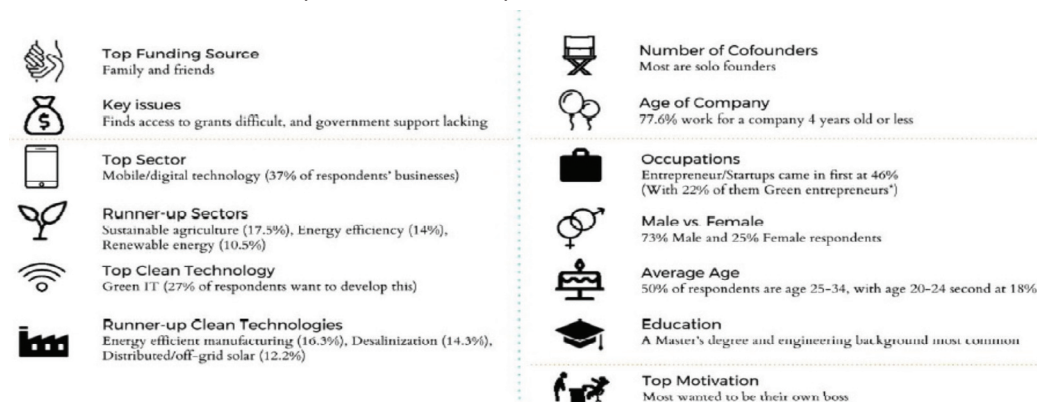 Top Funding Source
Family and friends
Key issues
Finds access to grants difficult, and government support lacking
Top Sector
Mobile/digital technology (37% of respondents' businesses)
Runner-up Sectors
Sustainable agriculture (17.5%), Energy efficiency (14%),
Renewable energy (10.5%)
Top Clean Technology
Green IT (27% of respondents want to develop this)
Runner-up Clean Technologies
Energy efficient manufacturing (16.3%), Desalinization (14.3%),
Distributed/off-grid solar (12.2%)
Number of Cofounders
Most are solo founders
Age of Company
77.6% work for a company 4 years old or less
Occupations
Entrepreneur/Startups came in first at 46%
(With 22% of them Green entrepreneurs*)
Male vs. Female
73% Male and 25% Female respondents
Average Age
50% of respondents are age 25-34, with age 20-24 second at 18%
Education
A Master's degree and engineering background most common
Top Motivation
Most wanted to be their own boss